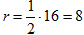 r = 1/2 · 16 = 8